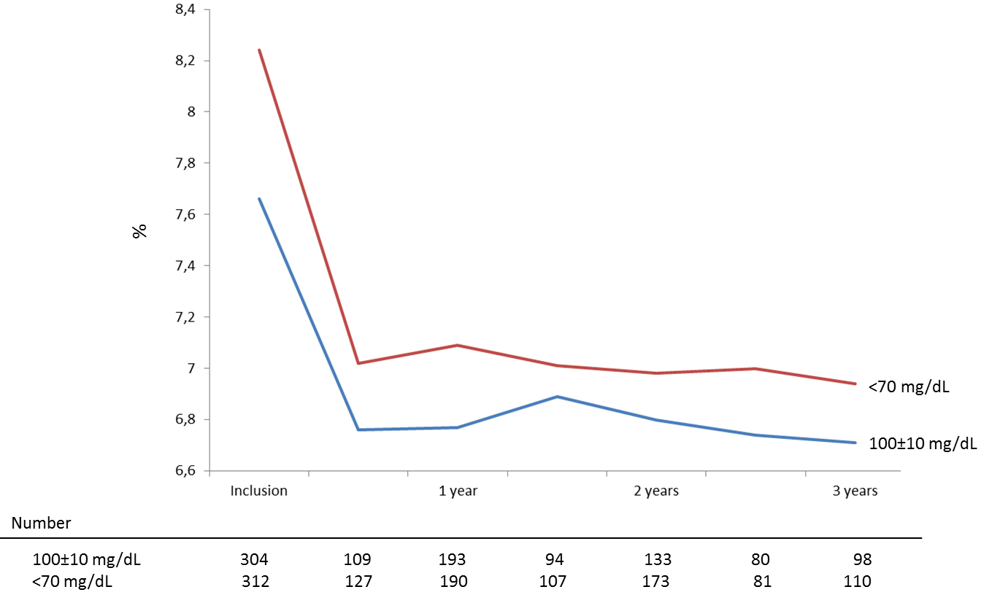 8,4
8,2
8
7,8
7,6
7,4
7,2
7
6,8
6,6
%
<70 mg/dL
100±10 mg/dL
Inclusion 1 year 2 years 3 years
Number
100±10 mg/dL 304 109 193 94 133 80 98
<70 mg/dL 312 127 190 107 173 81 110